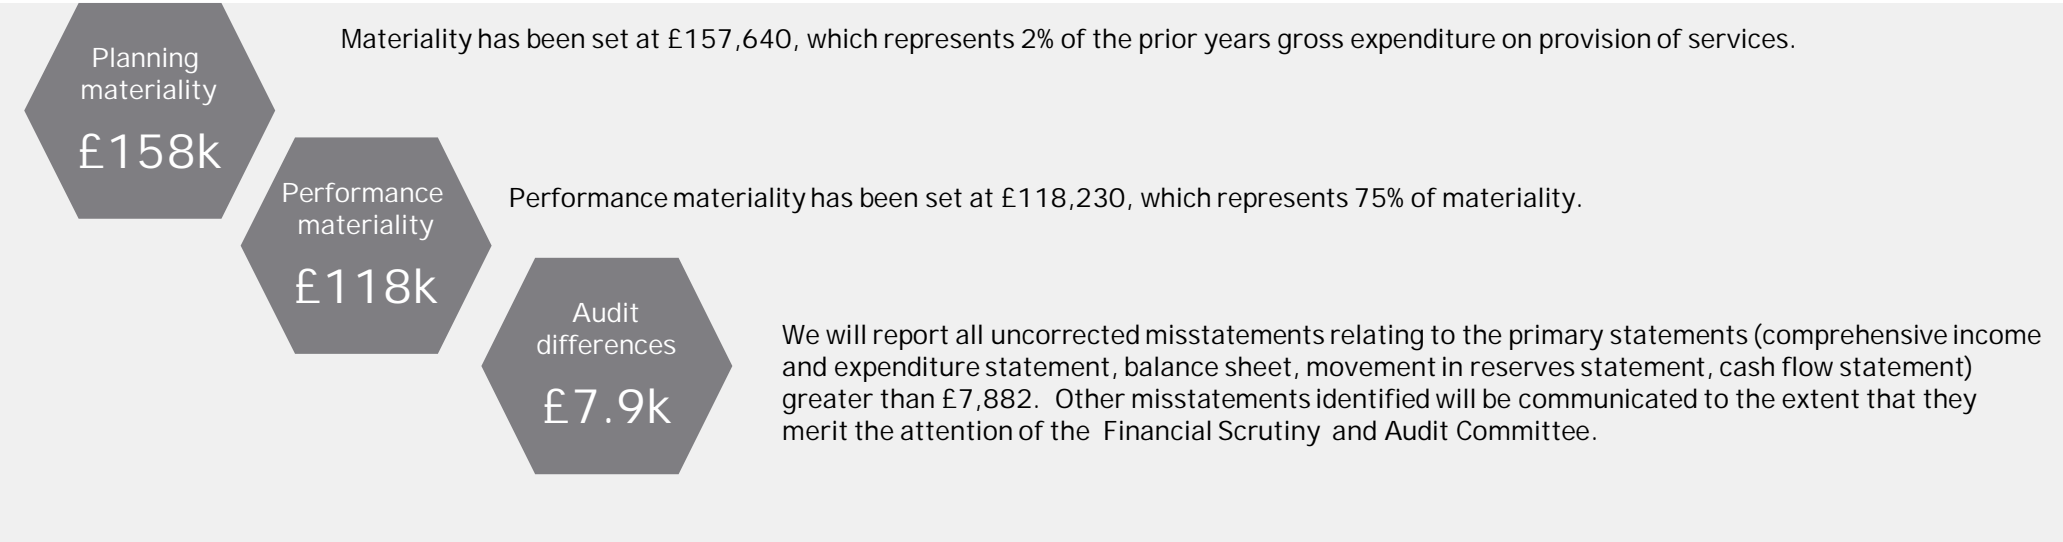 Planning
materiality
£158k
Materiality has been set at £157,640, which represents 2% of the prior years gross expenditure on provision of services.
Performance
materiality
£118k
Performance materiality has been set at £118,230, which represents 75% of materiality.
Audit
differences
£7.9k
We will report all uncorrected misstatements relating to the primary statements (comprehensive income
and expenditure statement, balance sheet, movement in reserves statement, cash flow statement)
greater than £7,882. Other misstatements identified will be communicated to the extent that they
merit the attention of the Financial Scrutiny and Audit Committee.